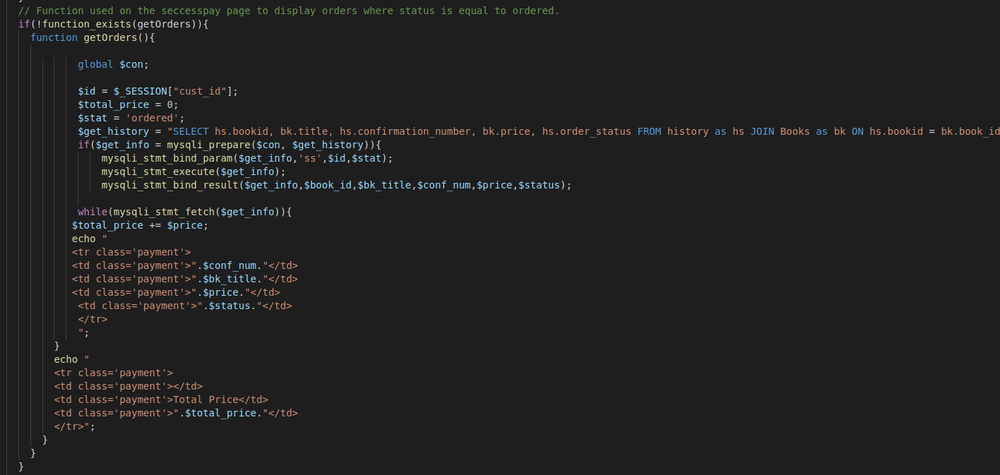 // Function used on the seccesspay page to display orders where status is equal to ordered.
if(!function_exists(getOrders)){
function getOrders(){
global $con;
$id = $_SESSION["cust_id"];
$total_price = 0;
$stat = 'ordered';
$get_history = "SELECT hs.bookid, bk.title, hs.confirmation_number, bk.price, hs.order_status FROM history as hs JOIN Books as bk ON hs.bookid = bk.book_id
if($get_info = mysqli_prepare($con, $get_history)){
mysqli_stmt_bind_param($get_info,'ss',$id,$stat);
mysqli_stmt_execute($get_info);
mysqli_stmt_bind_result($get_info,$book_id,$bk_title,$conf_num,$price,$status);
while(mysqli_stmt_fetch($get_info)){
$total_price += $price;
echo "
<tr class='payment'>
<td class='payment'>".$conf_num."</td>
<td class='payment'>".$bk_title."</td>
<td class='payment'>".$price."</td>
<td class='payment'>".$status."</td>
</tr>
";
}
echo "
<tr class='payment'>
<td class='payment'></td>
<td class='payment'>Total Price</td>
<td class='payment'>".$total_price."</td>
</tr>";
}
}
}